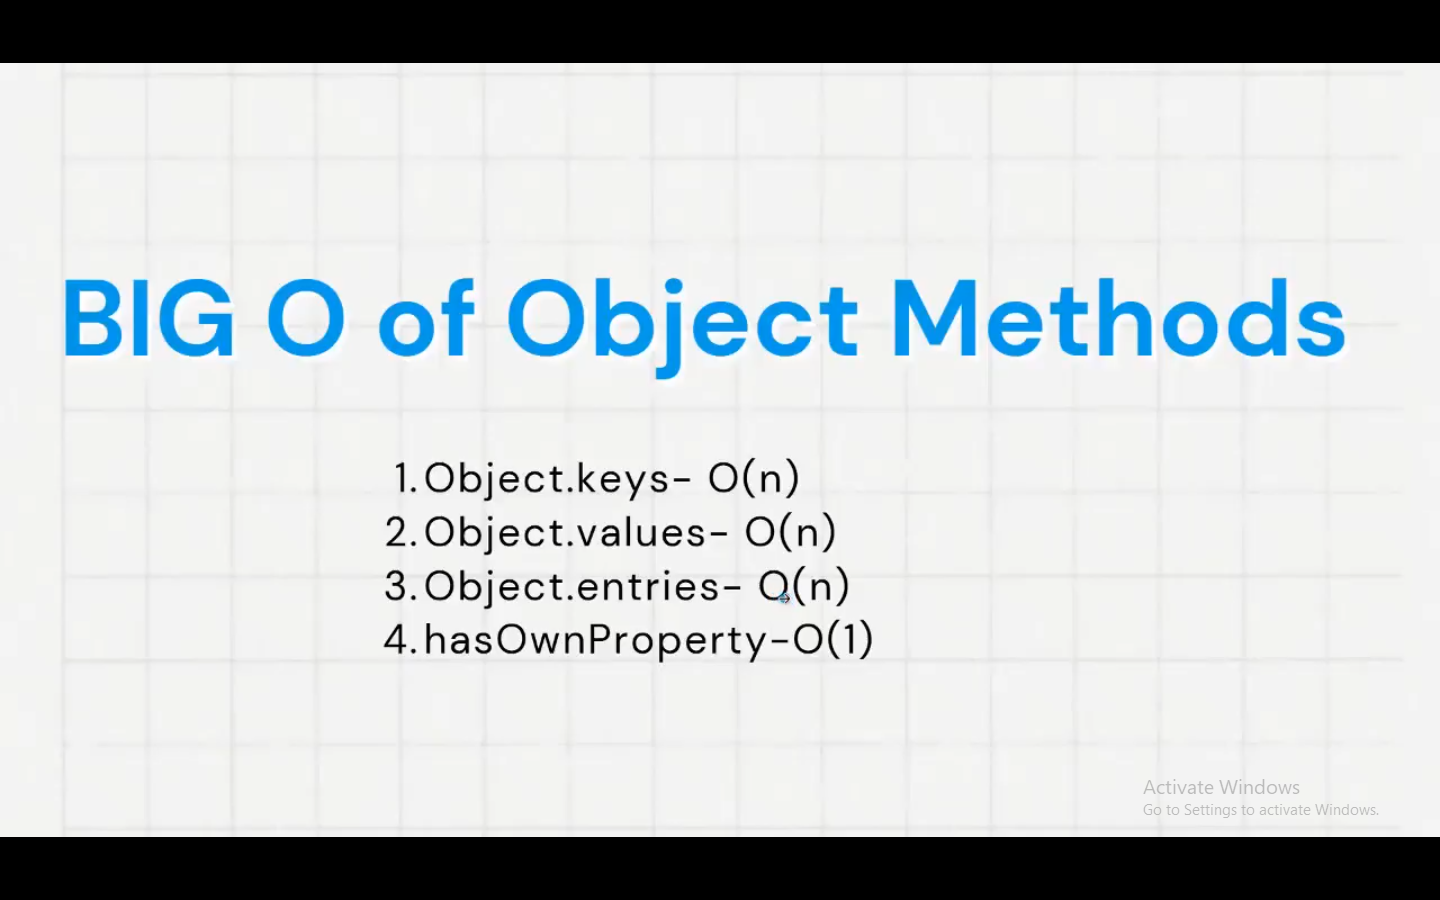 BIG O of Object Methods
1. Object.keys- O(n)
2. Object.values- O(n)
3. Object.entries- O(n)
4. hasOwnProperty-O(1)
Activate Windows
Go to Settings to activate Windows.